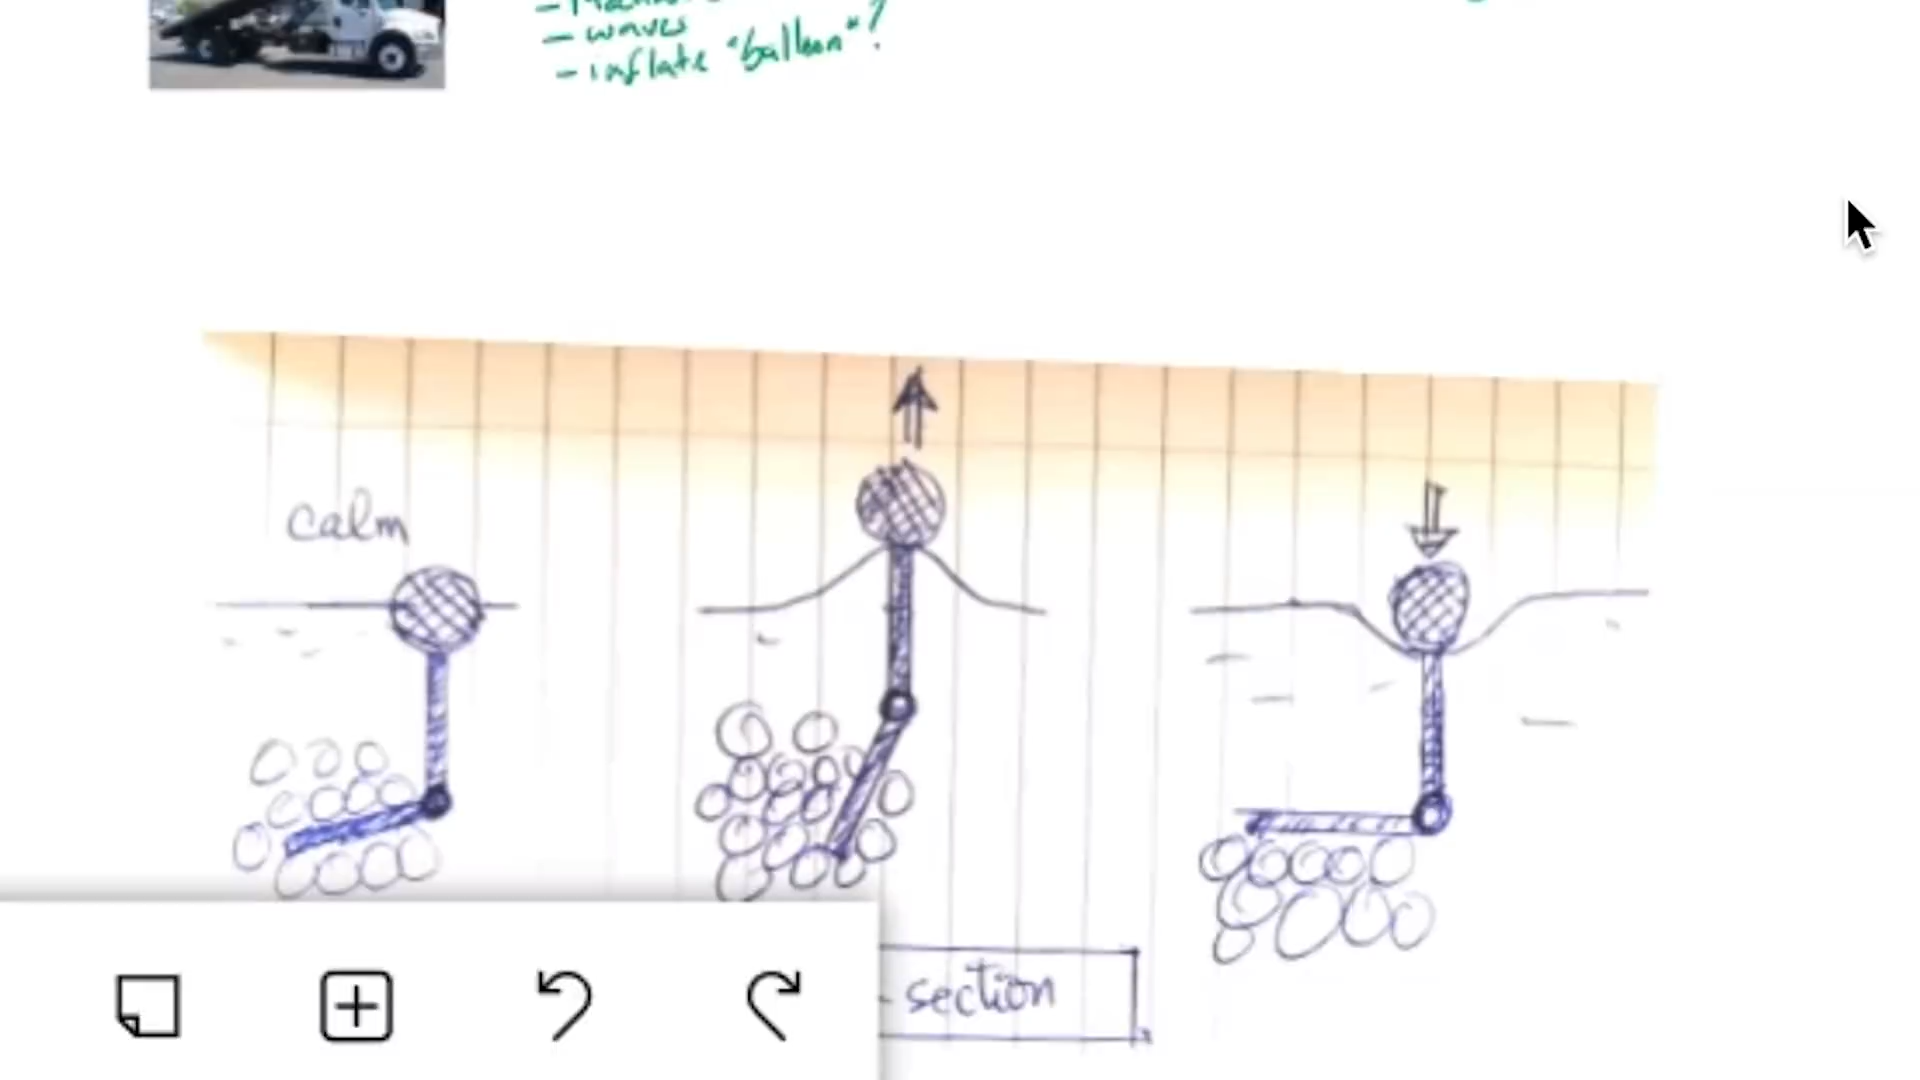 - waves
- inflate "balloon"?
calm
- section